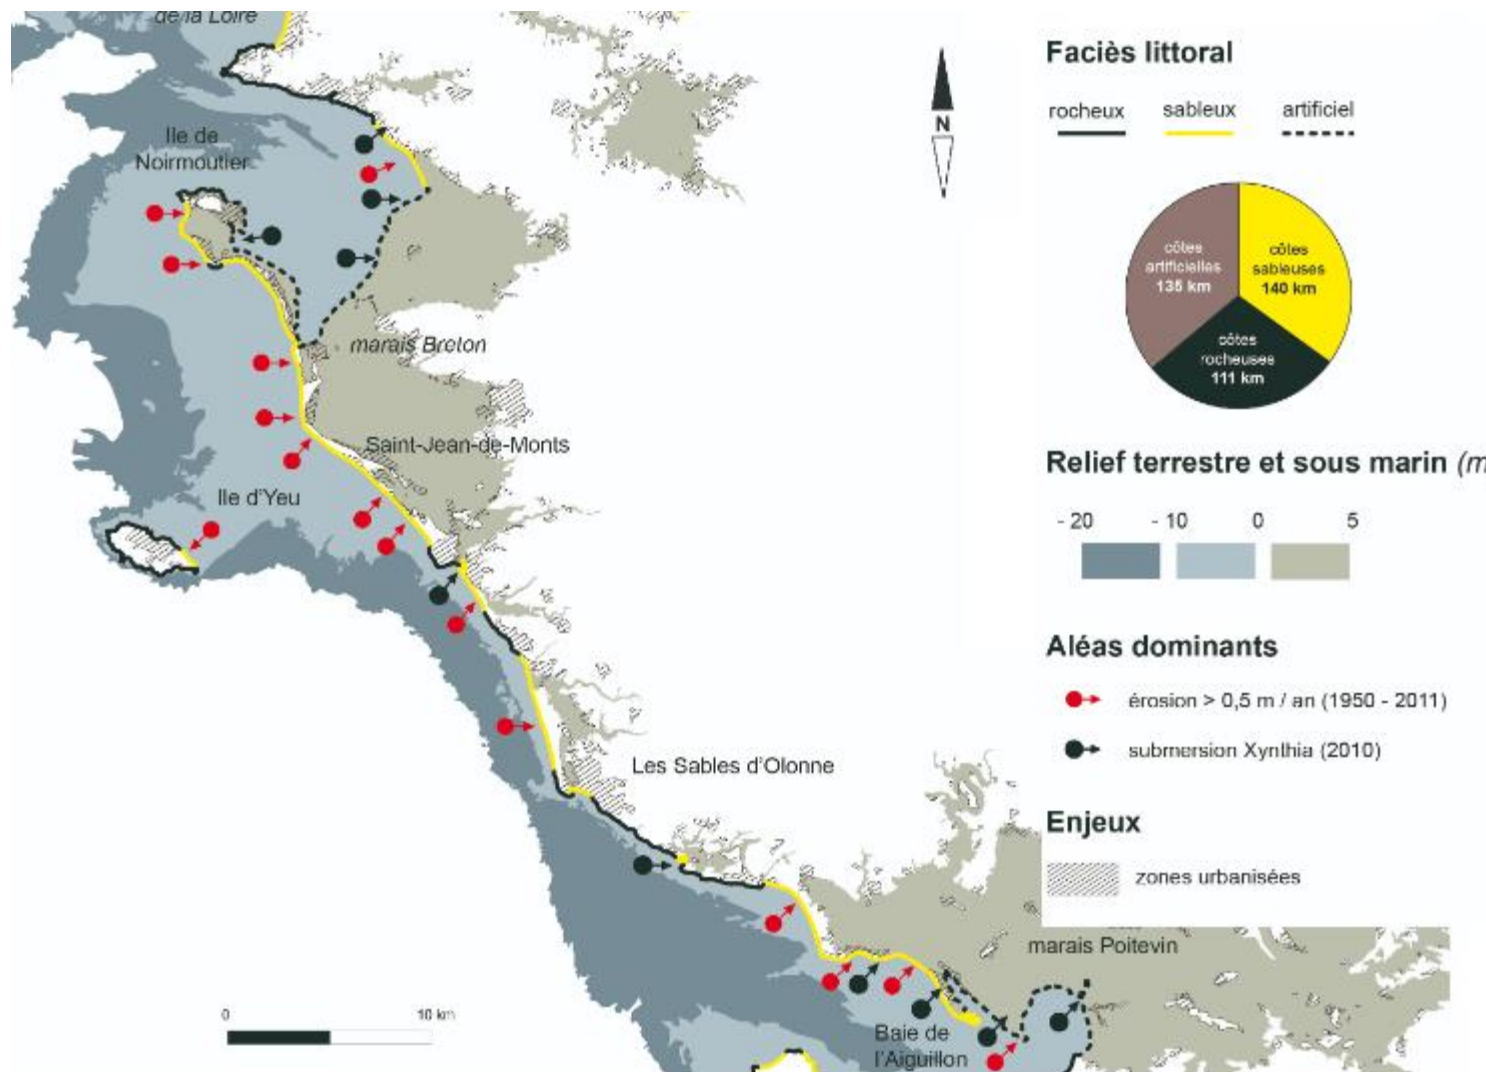 de la Loire
Ile de
Noirmoutier
marais Breton
Saint-Jean-de-Monts
Ile d'Yeu
Les Sables d'Olonne
marais Poitevin
Baie de
l'Aiguillon
0 10 km
N
Faciès littoral
rocheux sableux artificiel
côtes
artificielles
135 km
côtes
sableuses
140 km
côtes
rocheuses
111 km
Relief terrestre et sous marin (m
- 20 - 10 0 5
Aléas dominants
érosion > 0,5 m / an (1950 - 2011)
submersion Xynthia (2010)
Enjeux
zones urbanisées